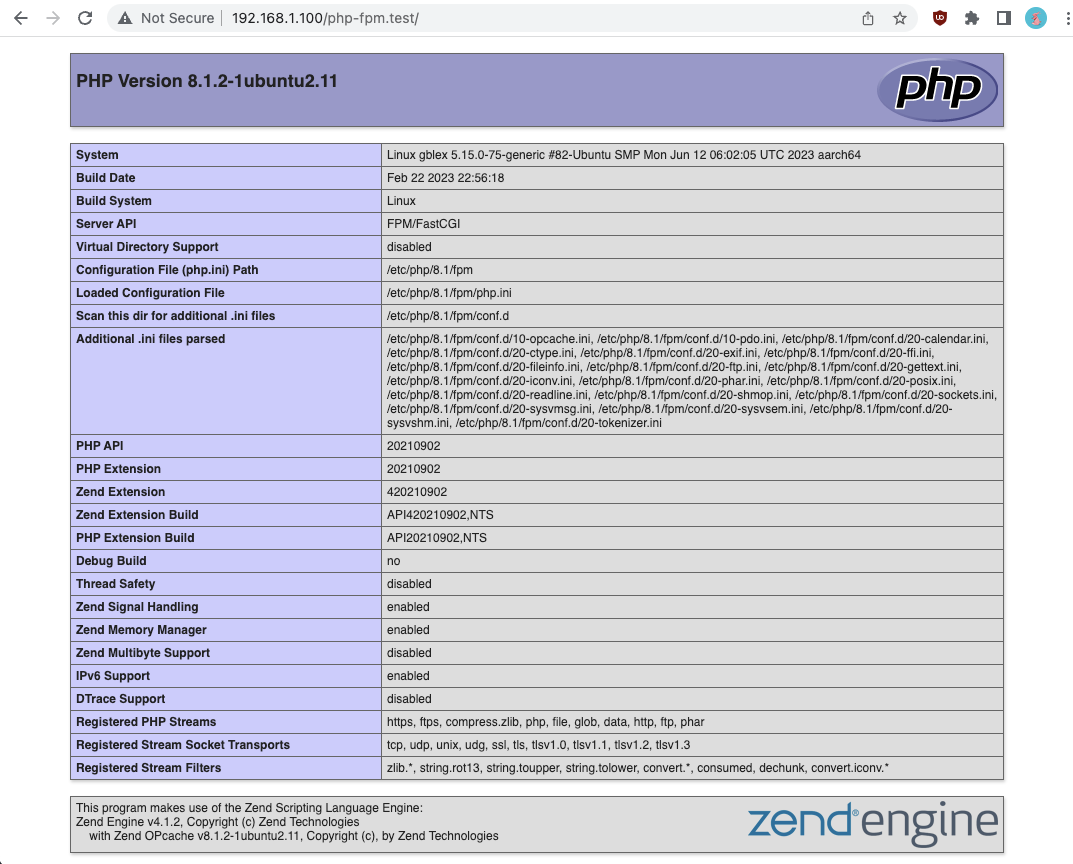 Not Secure 192.168.1.100/php-fpm.test/
PHP Version 8.1.2-1ubuntu2.11
php
System Linux gblex 5.15.0-75-generic #82-Ubuntu SMP Mon Jun 12 06:02:05 UTC 2023 aarch64
Build Date Feb 22 2023 22:56:18
Build System Linux
Server API FPM/FastCGI
Virtual Directory Support disabled
Configuration File (php.ini) Path /etc/php/8.1/fpm
Loaded Configuration File /etc/php/8.1/fpm/php.ini
Scan this dir for additional .ini files /etc/php/8.1/fpm/conf.d
Additional .ini files parsed /etc/php/8.1/fpm/conf.d/10-opcache.ini, /etc/php/8.1/fpm/conf.d/10-pdo.ini, /etc/php/8.1/fpm/conf.d/20-calendar.ini,
/etc/php/8.1/fpm/conf.d/20-ctype.ini, /etc/php/8.1/fpm/conf.d/20-exif.ini, /etc/php/8.1/fpm/conf.d/20-ffi.ini,
/etc/php/8.1/fpm/conf.d/20-fileinfo.ini, /etc/php/8.1/fpm/conf.d/20-ftp.ini, /etc/php/8.1/fpm/conf.d/20-gettext.ini,
/etc/php/8.1/fpm/conf.d/20-iconv.ini, /etc/php/8.1/fpm/conf.d/20-phar.ini, /etc/php/8.1/fpm/conf.d/20-posix.ini,
/etc/php/8.1/fpm/conf.d/20-readline.ini, /etc/php/8.1/fpm/conf.d/20-shmop.ini, /etc/php/8.1/fpm/conf.d/20-sockets.ini,
/etc/php/8.1/fpm/conf.d/20-sysvmsg.ini, /etc/php/8.1/fpm/conf.d/20-sysvsem.ini, /etc/php/8.1/fpm/conf.d/20-
sysvshm.ini, /etc/php/8.1/fpm/conf.d/20-tokenizer.ini
PHP API 20210902
PHP Extension 20210902
Zend Extension 420210902
Zend Extension Build API420210902,NTS
PHP Extension Build API20210902,NTS
Debug Build no
Thread Safety disabled
Zend Signal Handling enabled
Zend Memory Manager enabled
Zend Multibyte Support disabled
IPv6 Support enabled
DTrace Support disabled
Registered PHP Streams https, ftps, compress.zlib, php, file, glob, data, http, ftp, phar
Registered Stream Socket Transports tcp, udp, unix, udg, ssl, tls, tlsv1.0, tlsv1.1, tlsv1.2, tlsv1.3
Registered Stream Filters zlib.*, string.rot13, string.toupper, string.tolower, convert.*, consumed, dechunk, convert.iconv.*
This program makes use of the Zend Scripting Language Engine:
Zend Engine v4.1.2, Copyright (c) Zend Technologies
with Zend OPcache v8.1.2-1ubuntu2.11, Copyright (c), by Zend Technologies
zend® engine